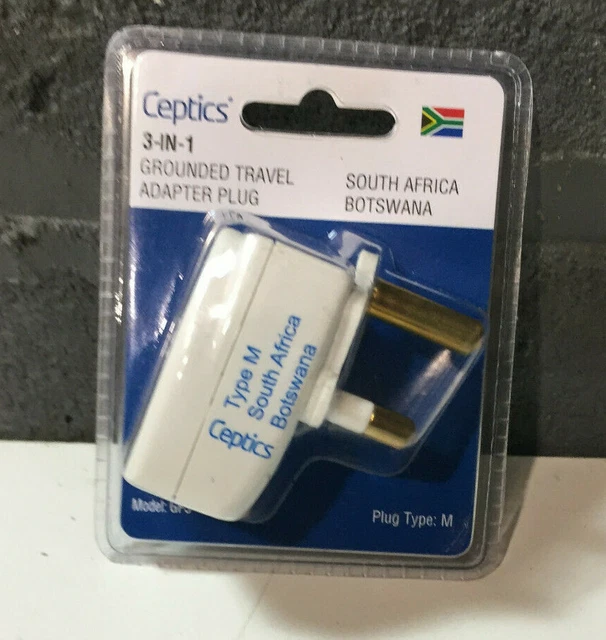 Ceptics
3-IN-1
GROUNDED TRAVEL
ADAPTER PLUG
SOUTH AFRICA
BOTSWANA
Type M
South Africa
Botswana
Ceptics
Model:
Plug Type: M